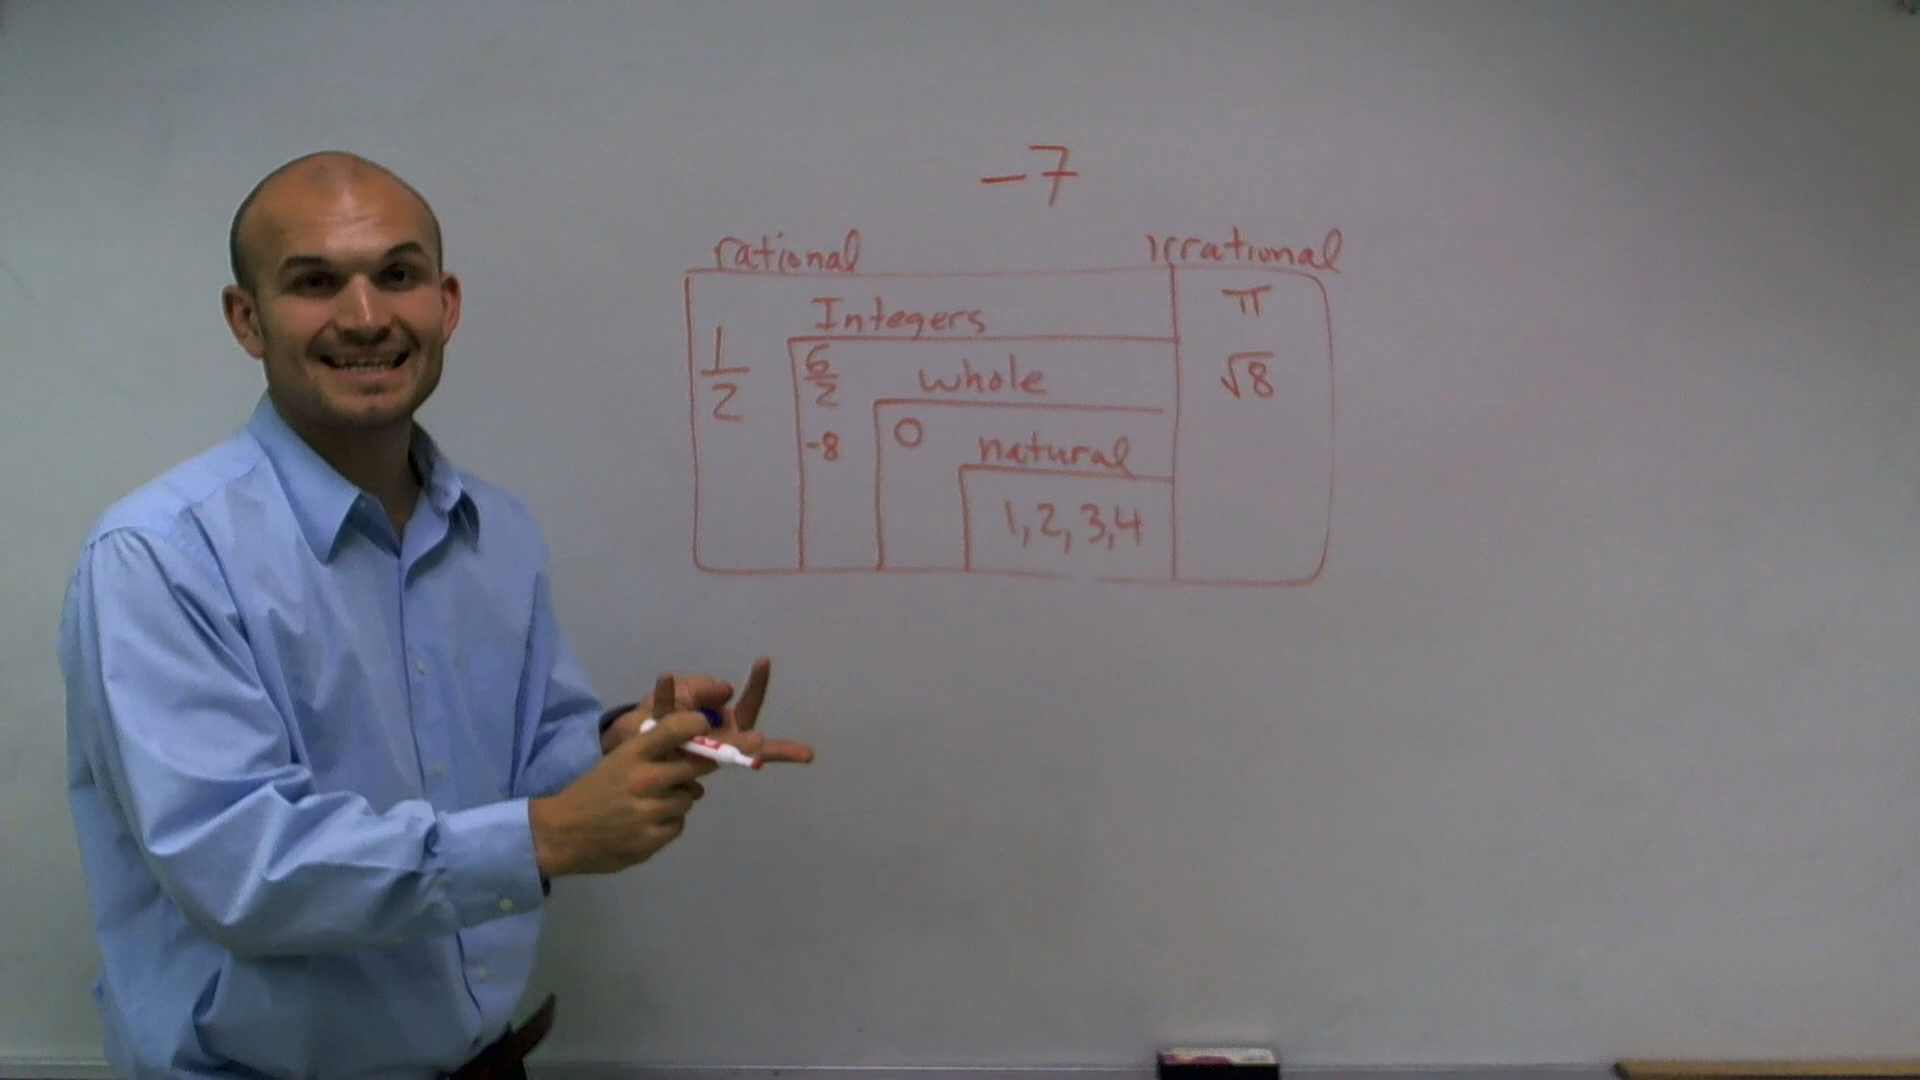 -7
rational irrational
Integers π
1/2 6/2 whole √8
-8 0 natural
1, 2, 3, 4